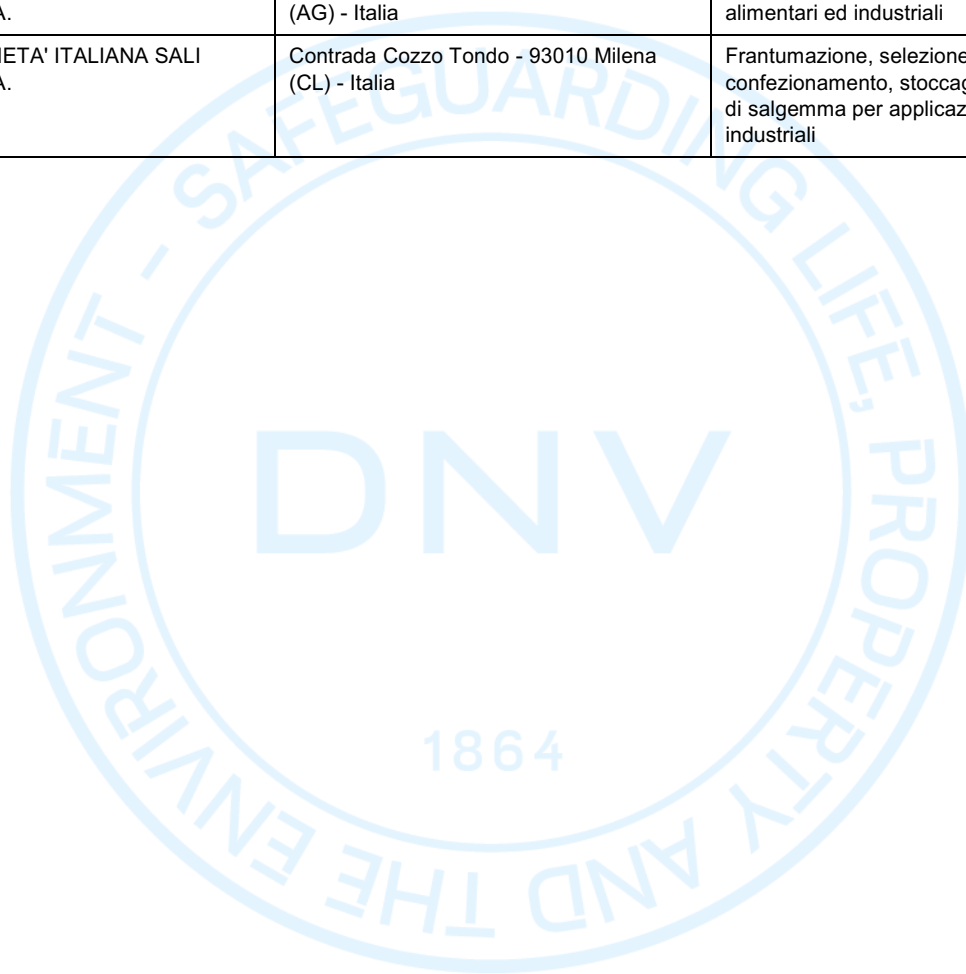 A.
(AG) - Italia
alimentari ed industriali
IETA' ITALIANA SALI
A.
Contrada Cozzo Tondo - 93010 Milena
(CL) - Italia
Frantumazione, selezione
confezionamento, stoccag
di salgemma per applicaz
industriali
SAFEGUARDING LIFE, PROPERTY AND THE ENVIRONMENT -
DNV
1864